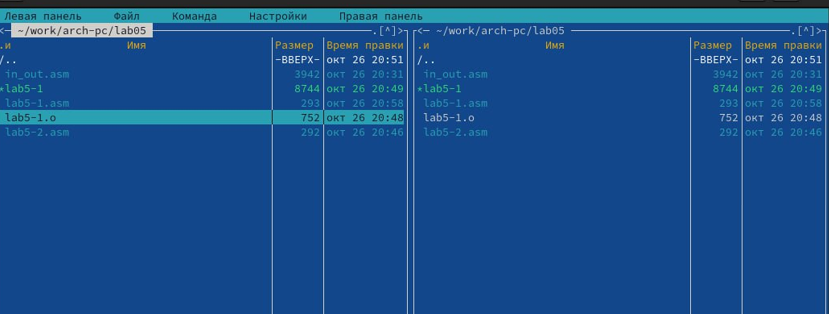 Левая панель Файл Команда Настройки Правая панель
<— ~/work/arch-pc/lab05 .[^]>
.и Имя Размер Время правки
/.. -ВВЕРХ- окт 26 20:51
in_out.asm 3942 окт 26 20:31
*lab5-1 8744 окт 26 20:49
lab5-1.asm 293 окт 26 20:58
lab5-1.o 752 окт 26 20:48
lab5-2.asm 292 окт 26 20:46
<— ~/work/arch-pc/lab05 .[^]>
.и Имя Размер Время правки
/.. -ВВЕРХ- окт 26 20:51
in_out.asm 3942 окт 26 20:31
*lab5-1 8744 окт 26 20:49
lab5-1.asm 293 окт 26 20:58
lab5-1.o 752 окт 26 20:48
lab5-2.asm 292 окт 26 20:46